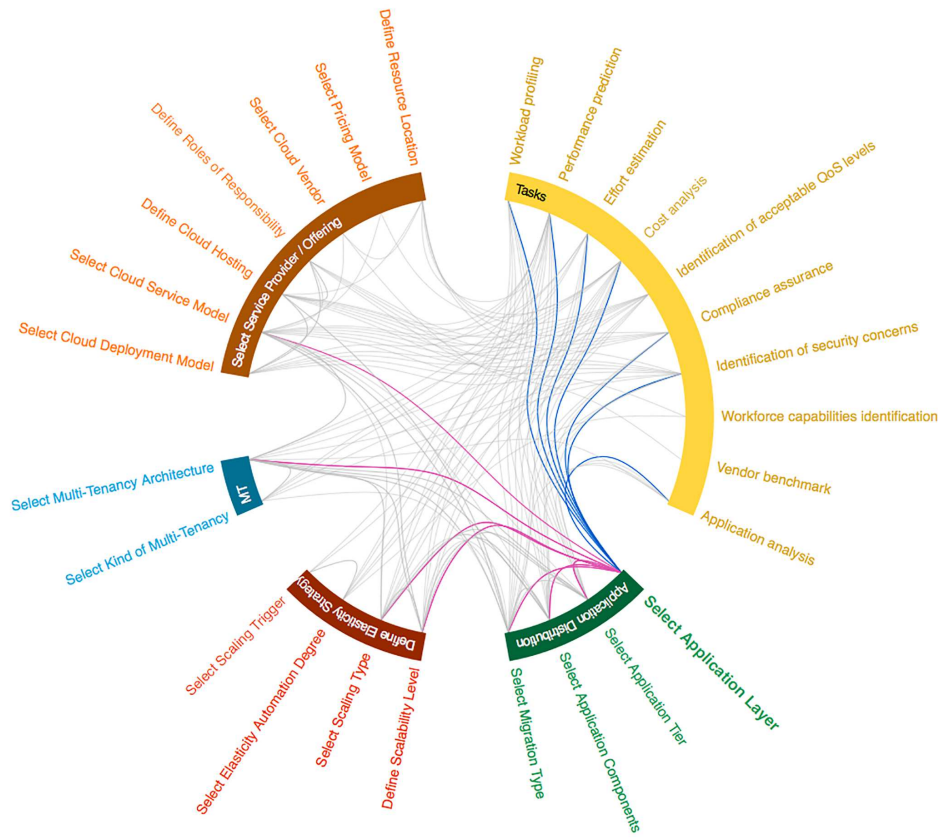 Define Resource Location
Select Pricing Model
Select Cloud Vendor
Define Roles of Responsibility
Define Cloud Hosting
Select Cloud Service Model
Select Cloud Deployment Model
Select Service Provider / Offering
Workload profiling
Performance prediction
Effort estimation
Cost analysis
Identification of acceptable QoS levels
Compliance assurance
Identification of security concerns
Workforce capabilities identification
Vendor benchmark
Application analysis
Tasks
Select Multi-Tenancy Architecture
Select Kind of Multi-Tenancy
MT
Select Scaling Trigger
Select Elasticity Automation Degree
Select Scaling Type
Define Scalability Level
Define Elasticity Strategy
Select Migration Type
Select Application Components
Select Application Tier
Select Application Layer
Application Distribution